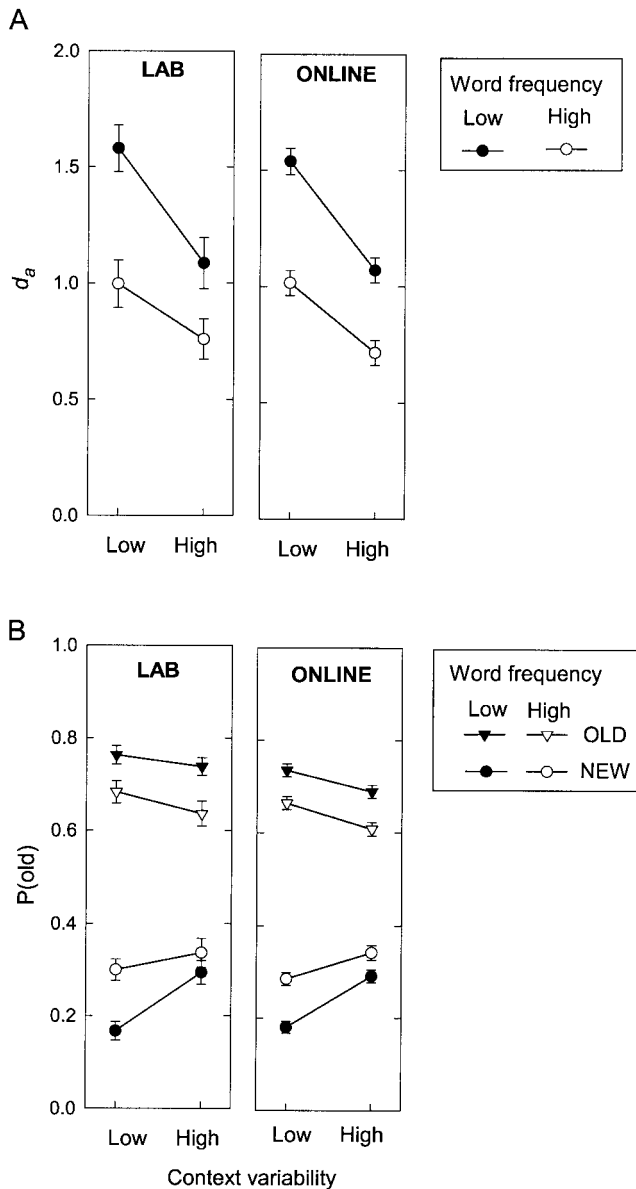 A
LAB
ONLINE
Word frequency
Low High
2.0
1.5
1.0
0.5
0.0
d_a
Low High
Low High
B
LAB
ONLINE
Word frequency
Low High
OLD
NEW
1.0
0.8
0.6
0.4
0.2
0.0
P(old)
Low High
Low High
Context variability